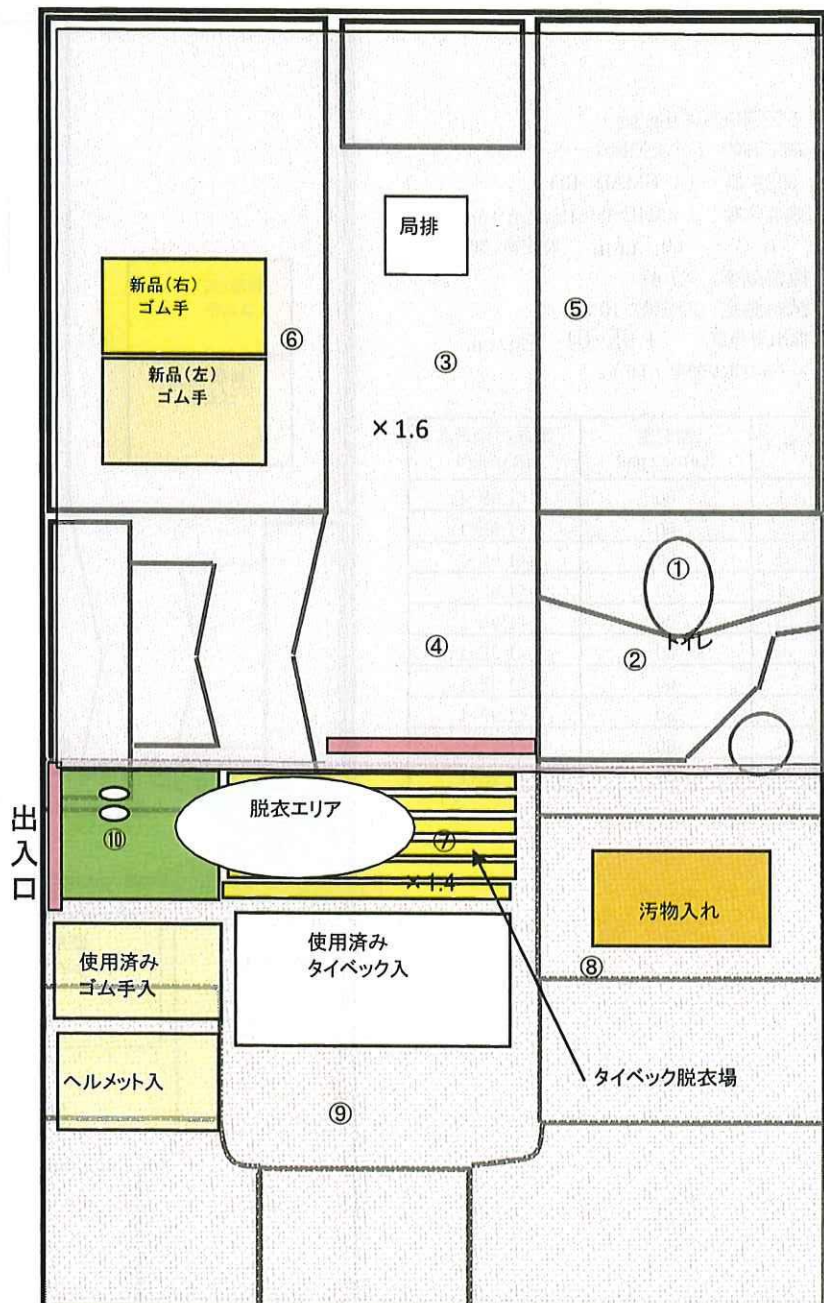 局排
新品(右)
ゴム手
⑥
新品(左)
ゴム手
③
⑤
×1.6
①
トイレ
②
④
出入口
脱衣エリア
⑦
⑩
×1.4
汚物入れ
使用済み
タイベック入
使用済み
ゴム手入
⑧
ヘルメット入
タイベック脱衣場
⑨